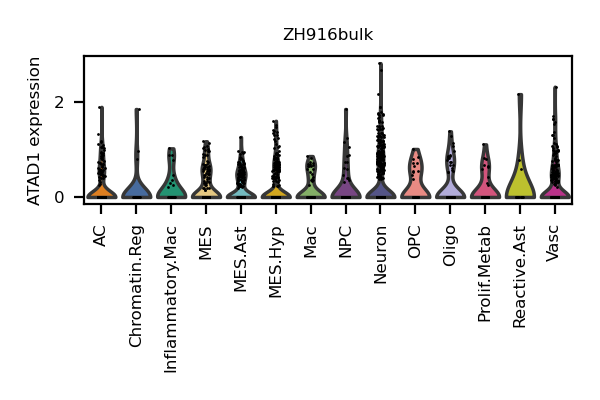 ZH916bulk
ATAD1 expression
2
0
AC
Chromatin.Reg
Inflammatory.Mac
MES
MES.Ast
MES.Hyp
Mac
NPC
Neuron
OPC
Oligo
Prolif.Metab
Reactive.Ast
Vasc